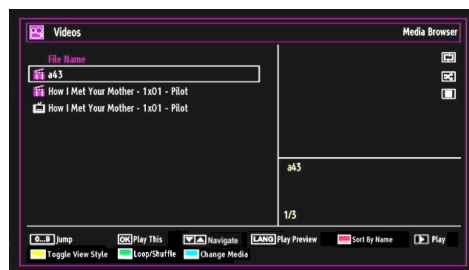 Videos Media Browser
File Name
a43
How I Met Your Mother - 1x01 - Pilot
How I Met Your Mother - 1x01 - Pilot
a43
1/3
0...9 Jump OK Play This Navigate LANG Play Preview Sort By Name Play
Toggle View Style Loop/Shuffle Change Media